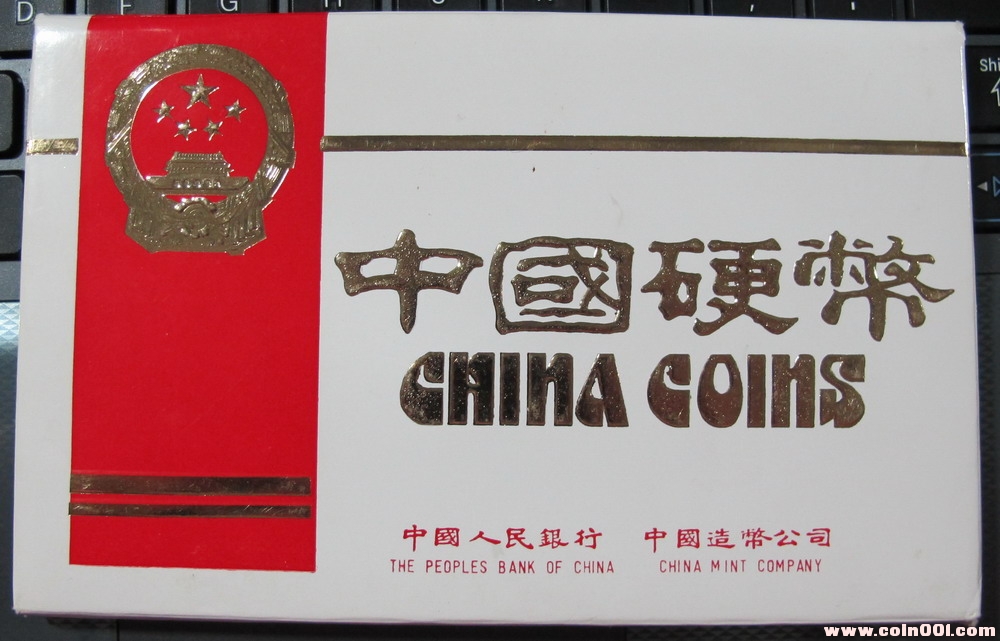 D F G H
Shi
中國硬幣
CHINA COINS
中國人民銀行 中國造幣公司
THE PEOPLES BANK OF CHINA CHINA MINT COMPANY
www.coin001.com